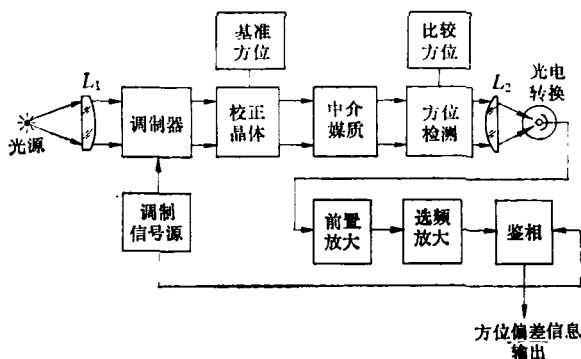 基准
方位
比较
方位
L1
L2
光电
转换
光源
调制器
校正
晶体
中介
媒质
方位
检测
调制
信号源
前置
放大
选频
放大
鉴相
方位偏差信息
输出